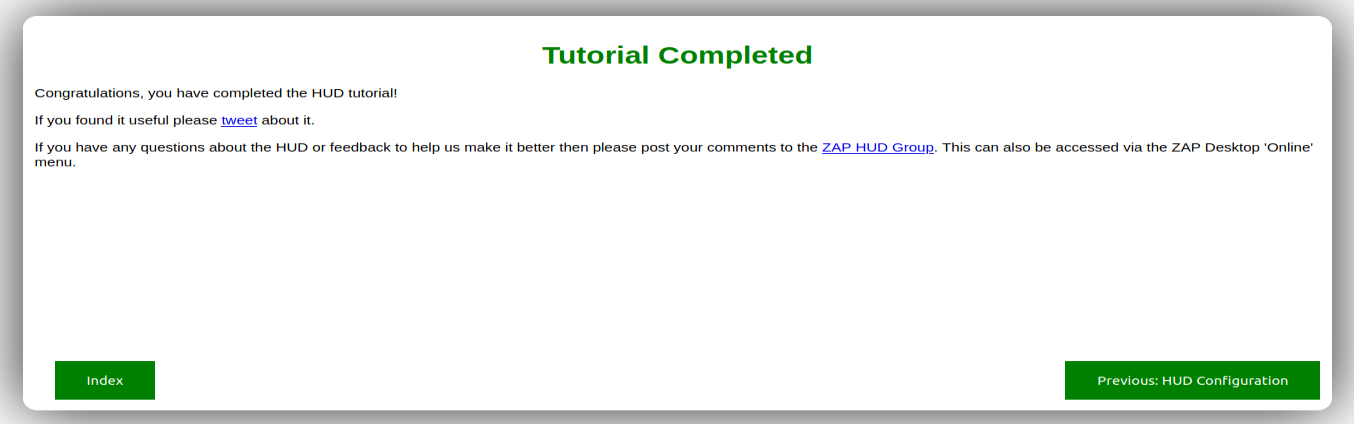 Tutorial Completed
Congratulations, you have completed the HUD tutorial!
If you found it useful please tweet about it.
If you have any questions about the HUD or feedback to help us make it better then please post your comments to the ZAP HUD Group. This can also be accessed via the ZAP Desktop 'Online'
menu.
Index
Previous: HUD Configuration